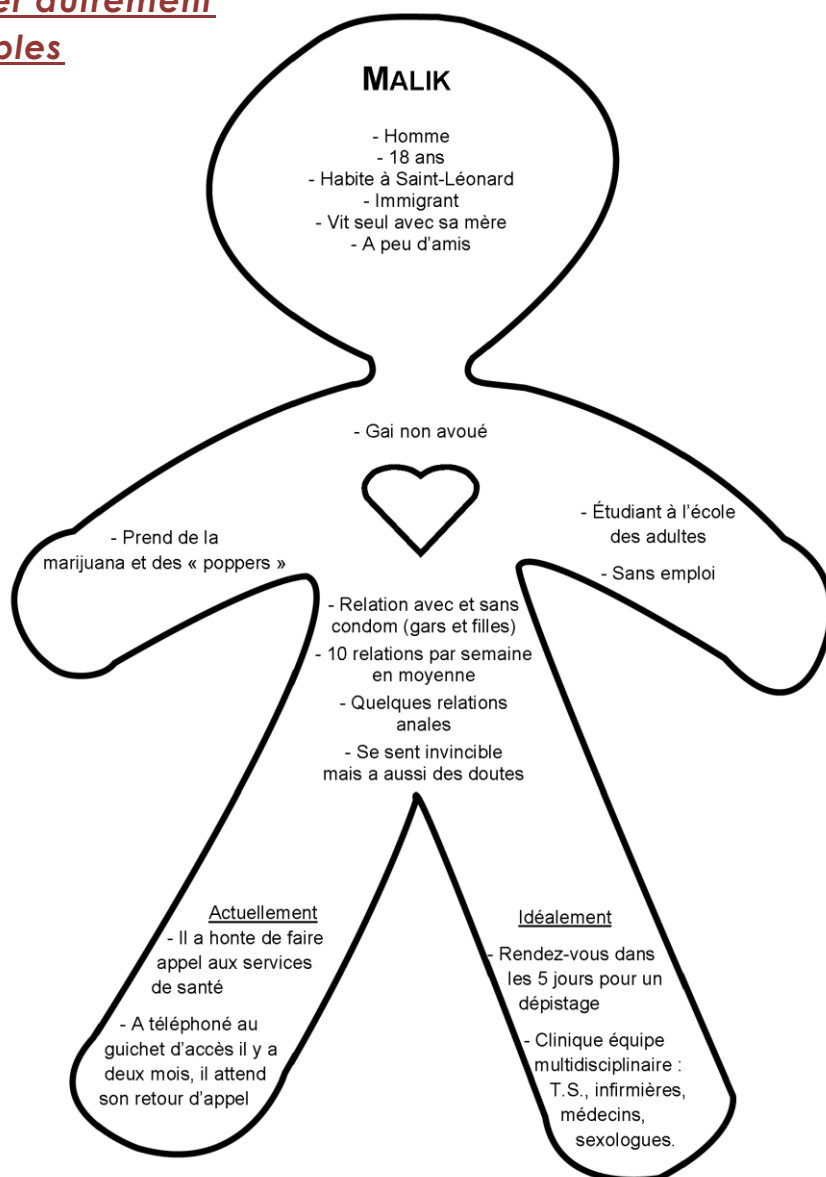 autrement
MALIK
- Homme
- 18 ans
- Habite à Saint-Léonard
- Immigrant
- Vit seul avec sa mère
- A peu d'amis
- Gai non avoué
- Prend de la
marijuana et des « poppers »
- Étudiant à l'école
des adultes
- Sans emploi
- Relation avec et sans
condom (gars et filles)
- 10 relations par semaine
en moyenne
- Quelques relations
anales
- Se sent invincible
mais a aussi des doutes
Actuellement
- Il a honte de faire
appel aux services
de santé
- A téléphoné au
guichet d'accès il y a
deux mois, il attend
son retour d'appel
Idéalement
- Rendez-vous dans
les 5 jours pour un
dépistage
- Clinique équipe
multidisciplinaire :
T.S., infirmières,
médecins,
sexologues.